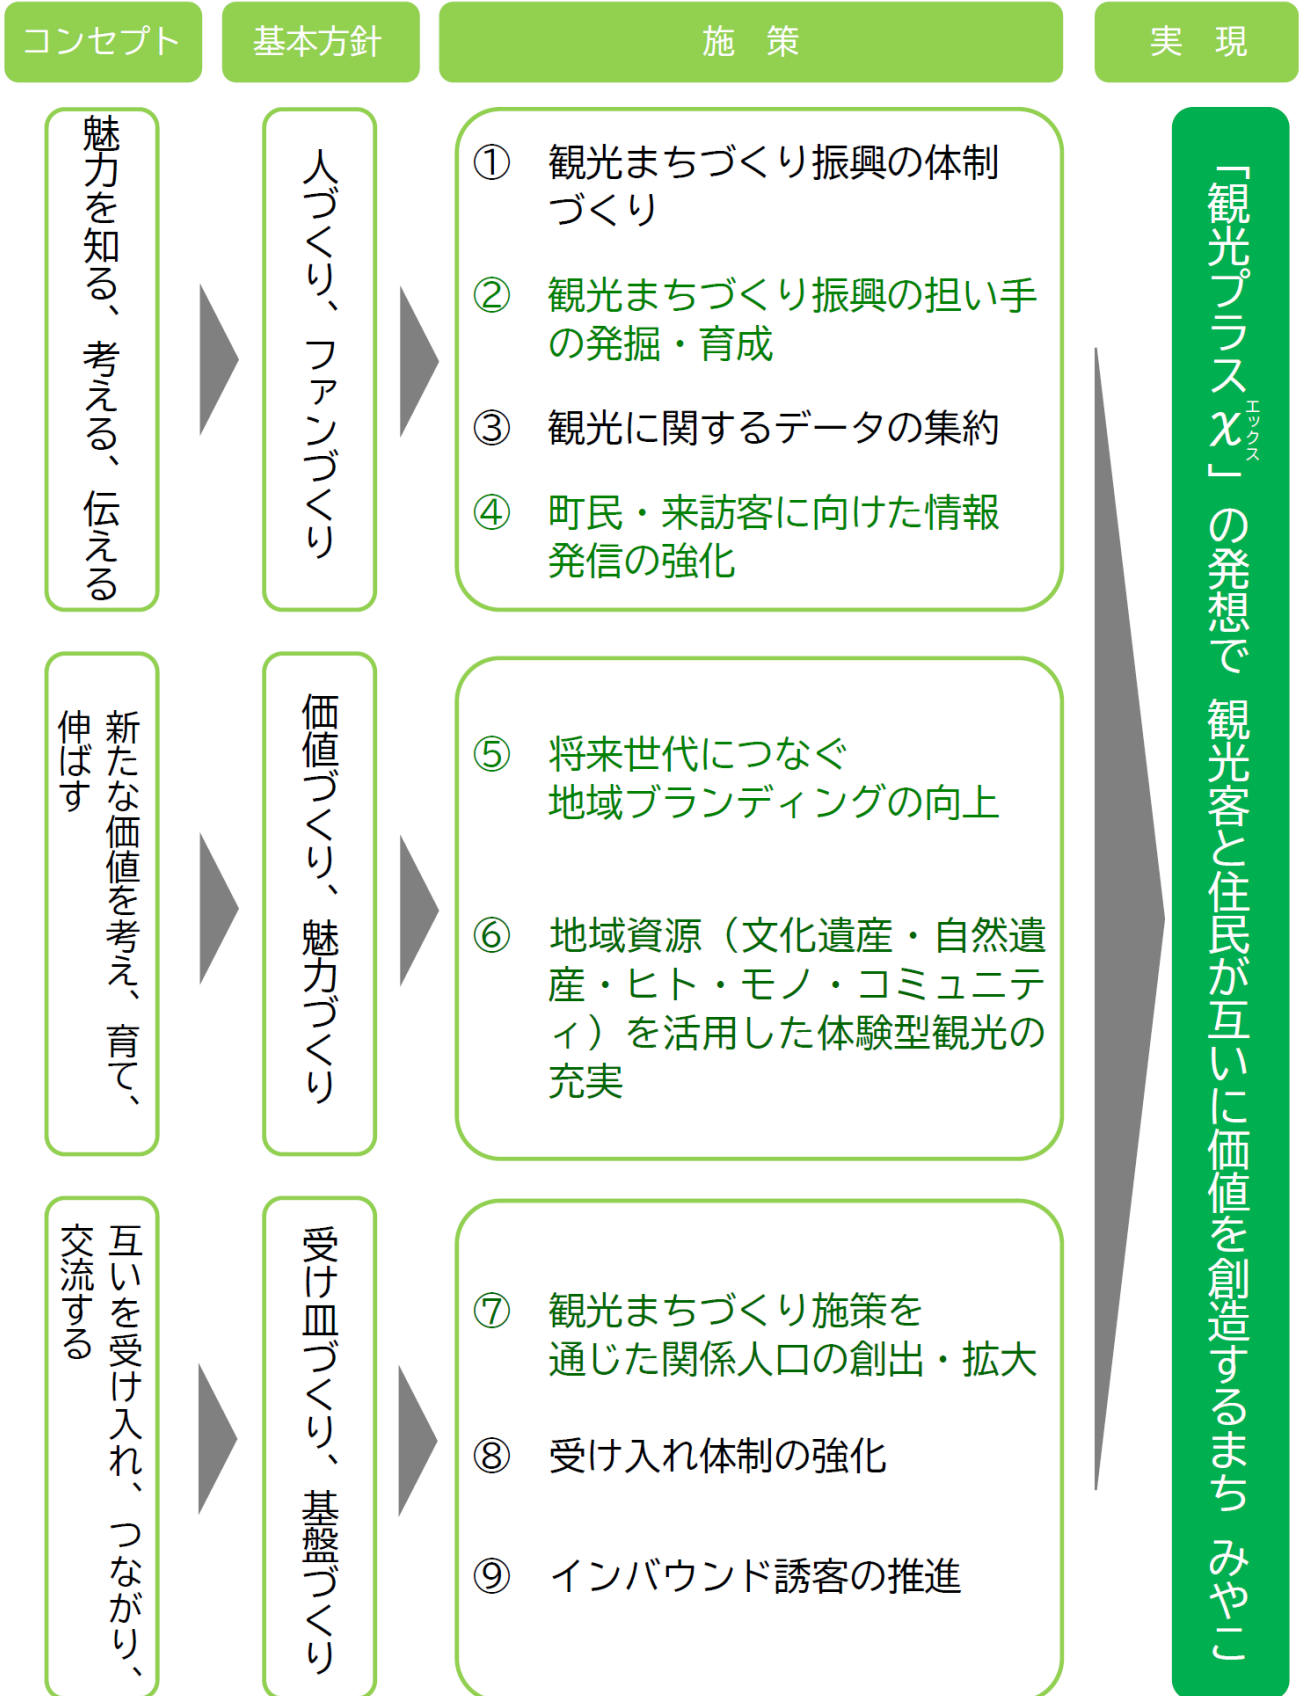 コンセプト
基本方針
施　策
実　現
魅力を知る、考える、伝える
人づくり、ファンづくり
①　観光まちづくり振興の体制
づくり
②　観光まちづくり振興の担い手
の発掘・育成
③　観光に関するデータの集約
④　町民・来訪客に向けた情報
発信の強化
新たな価値を考え、育て、
伸ばす
価値づくり、魅力づくり
⑤　将来世代につなぐ
地域ブランディングの向上
⑥　地域資源（文化遺産・自然遺
産・ヒト・モノ・コミュニテ
ィ）を活用した体験型観光の
充実
互いを受け入れ、つながり、
交流する
受け皿づくり、基盤づくり
⑦　観光まちづくり施策を
通じた関係人口の創出・拡大
⑧　受け入れ体制の強化
⑨　インバウンド誘客の推進
「観光プラスχ」の発想で 観光客と住民が互いに価値を創造するまち みやこ
エックス